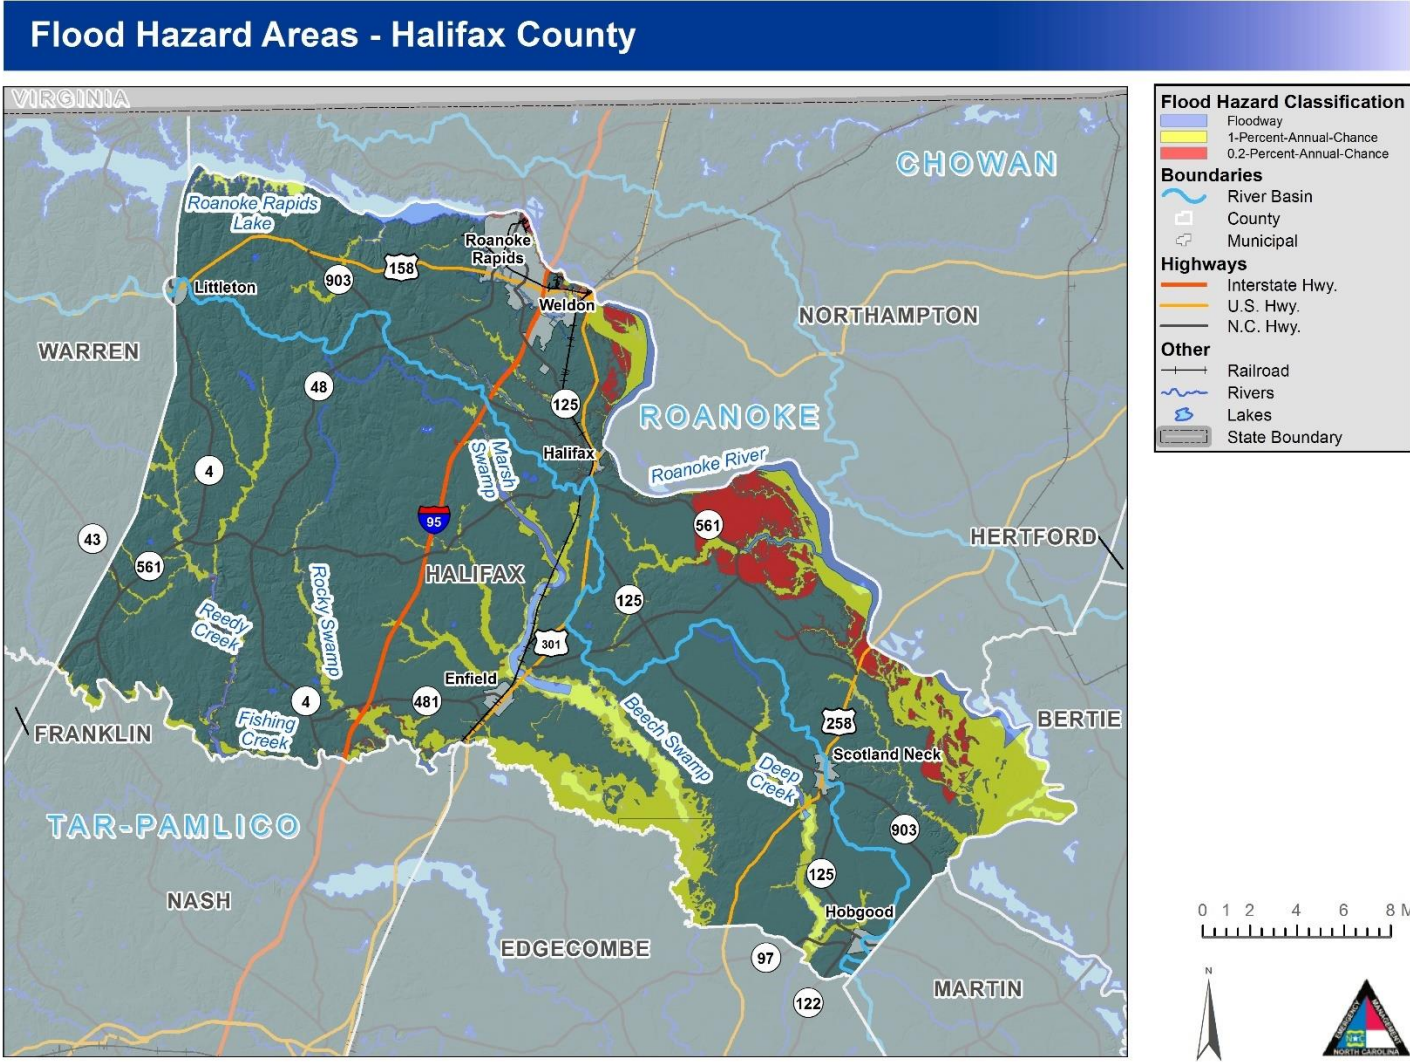 Flood Hazard Areas - Halifax County
VIRGINIA
CHOWAN
Roanoke Rapids
Lake
Roanoke
Rapids
158
903
Littleton
Weldon
NORTHAMPTON
WARREN
48
125
ROANOKE
Halifax
Marsh
Swamp
Roanoke River
4
95
561
43
HERTFORD
561
HALIFAX
Rocky Swamp
125
Reedy
Creek
301
Enfield
4
481
Fishing
Creek
Beech Swamp
258
BERTIE
FRANKLIN
Scotland Neck
Deep
Creek
TAR-PAMLICO
903
125
NASH
Hobgood
EDGECOMBE
97
MARTIN
122
Flood Hazard Classification
Floodway
1-Percent-Annual-Chance
0.2-Percent-Annual-Chance
Boundaries
River Basin
County
Municipal
Highways
Interstate Hwy.
U.S. Hwy.
N.C. Hwy.
Other
Railroad
Rivers
Lakes
State Boundary
0 1 2 4 6 8 M
N
EMERGENCY
MANAGEMENT
NC
NORTH CAROLINA